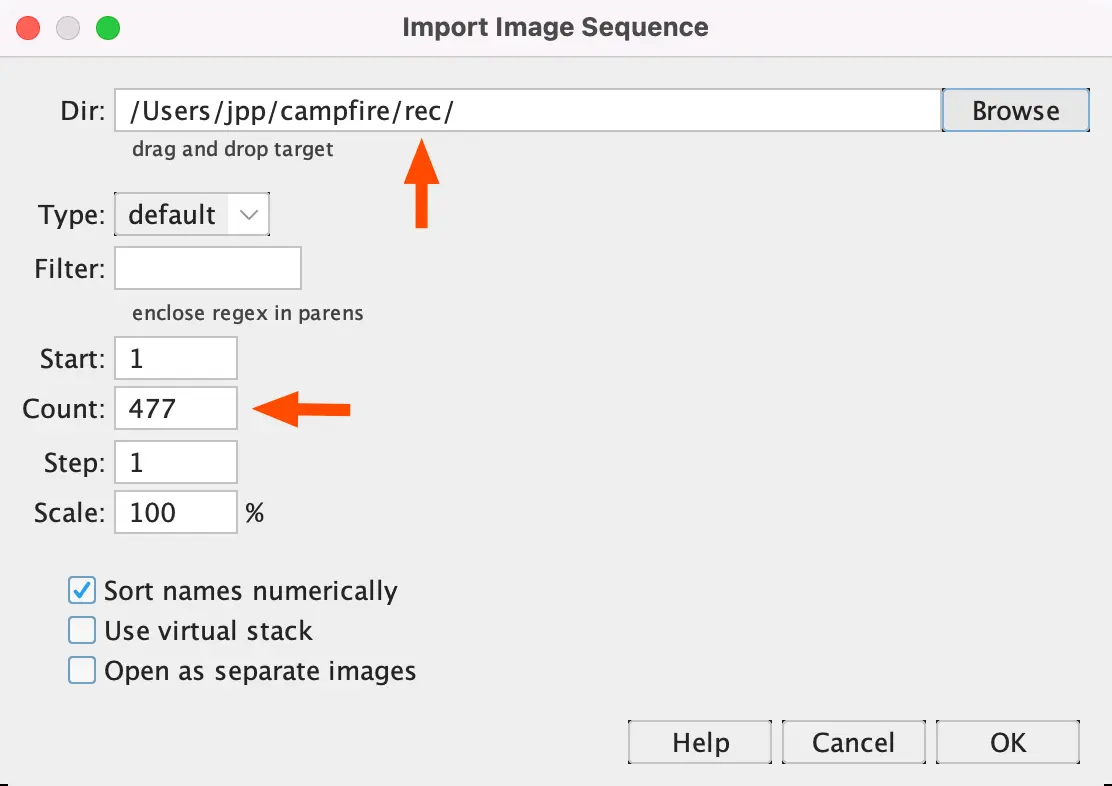 Import Image Sequence
Dir: /Users/jpp/campfire/rec/ Browse
drag and drop target
Type: default
Filter:
enclose regex in parens
Start: 1
Count: 477
Step: 1
Scale: 100 %
Sort names numerically
Use virtual stack
Open as separate images
Help Cancel OK